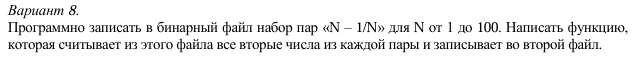 Вариант 8.
Программно записать в бинарный файл набор пар «N – 1/N» для N от 1 до 100. Написать функцию,
которая считывает из этого файла все вторые числа из каждой пары и записывает во второй файл.